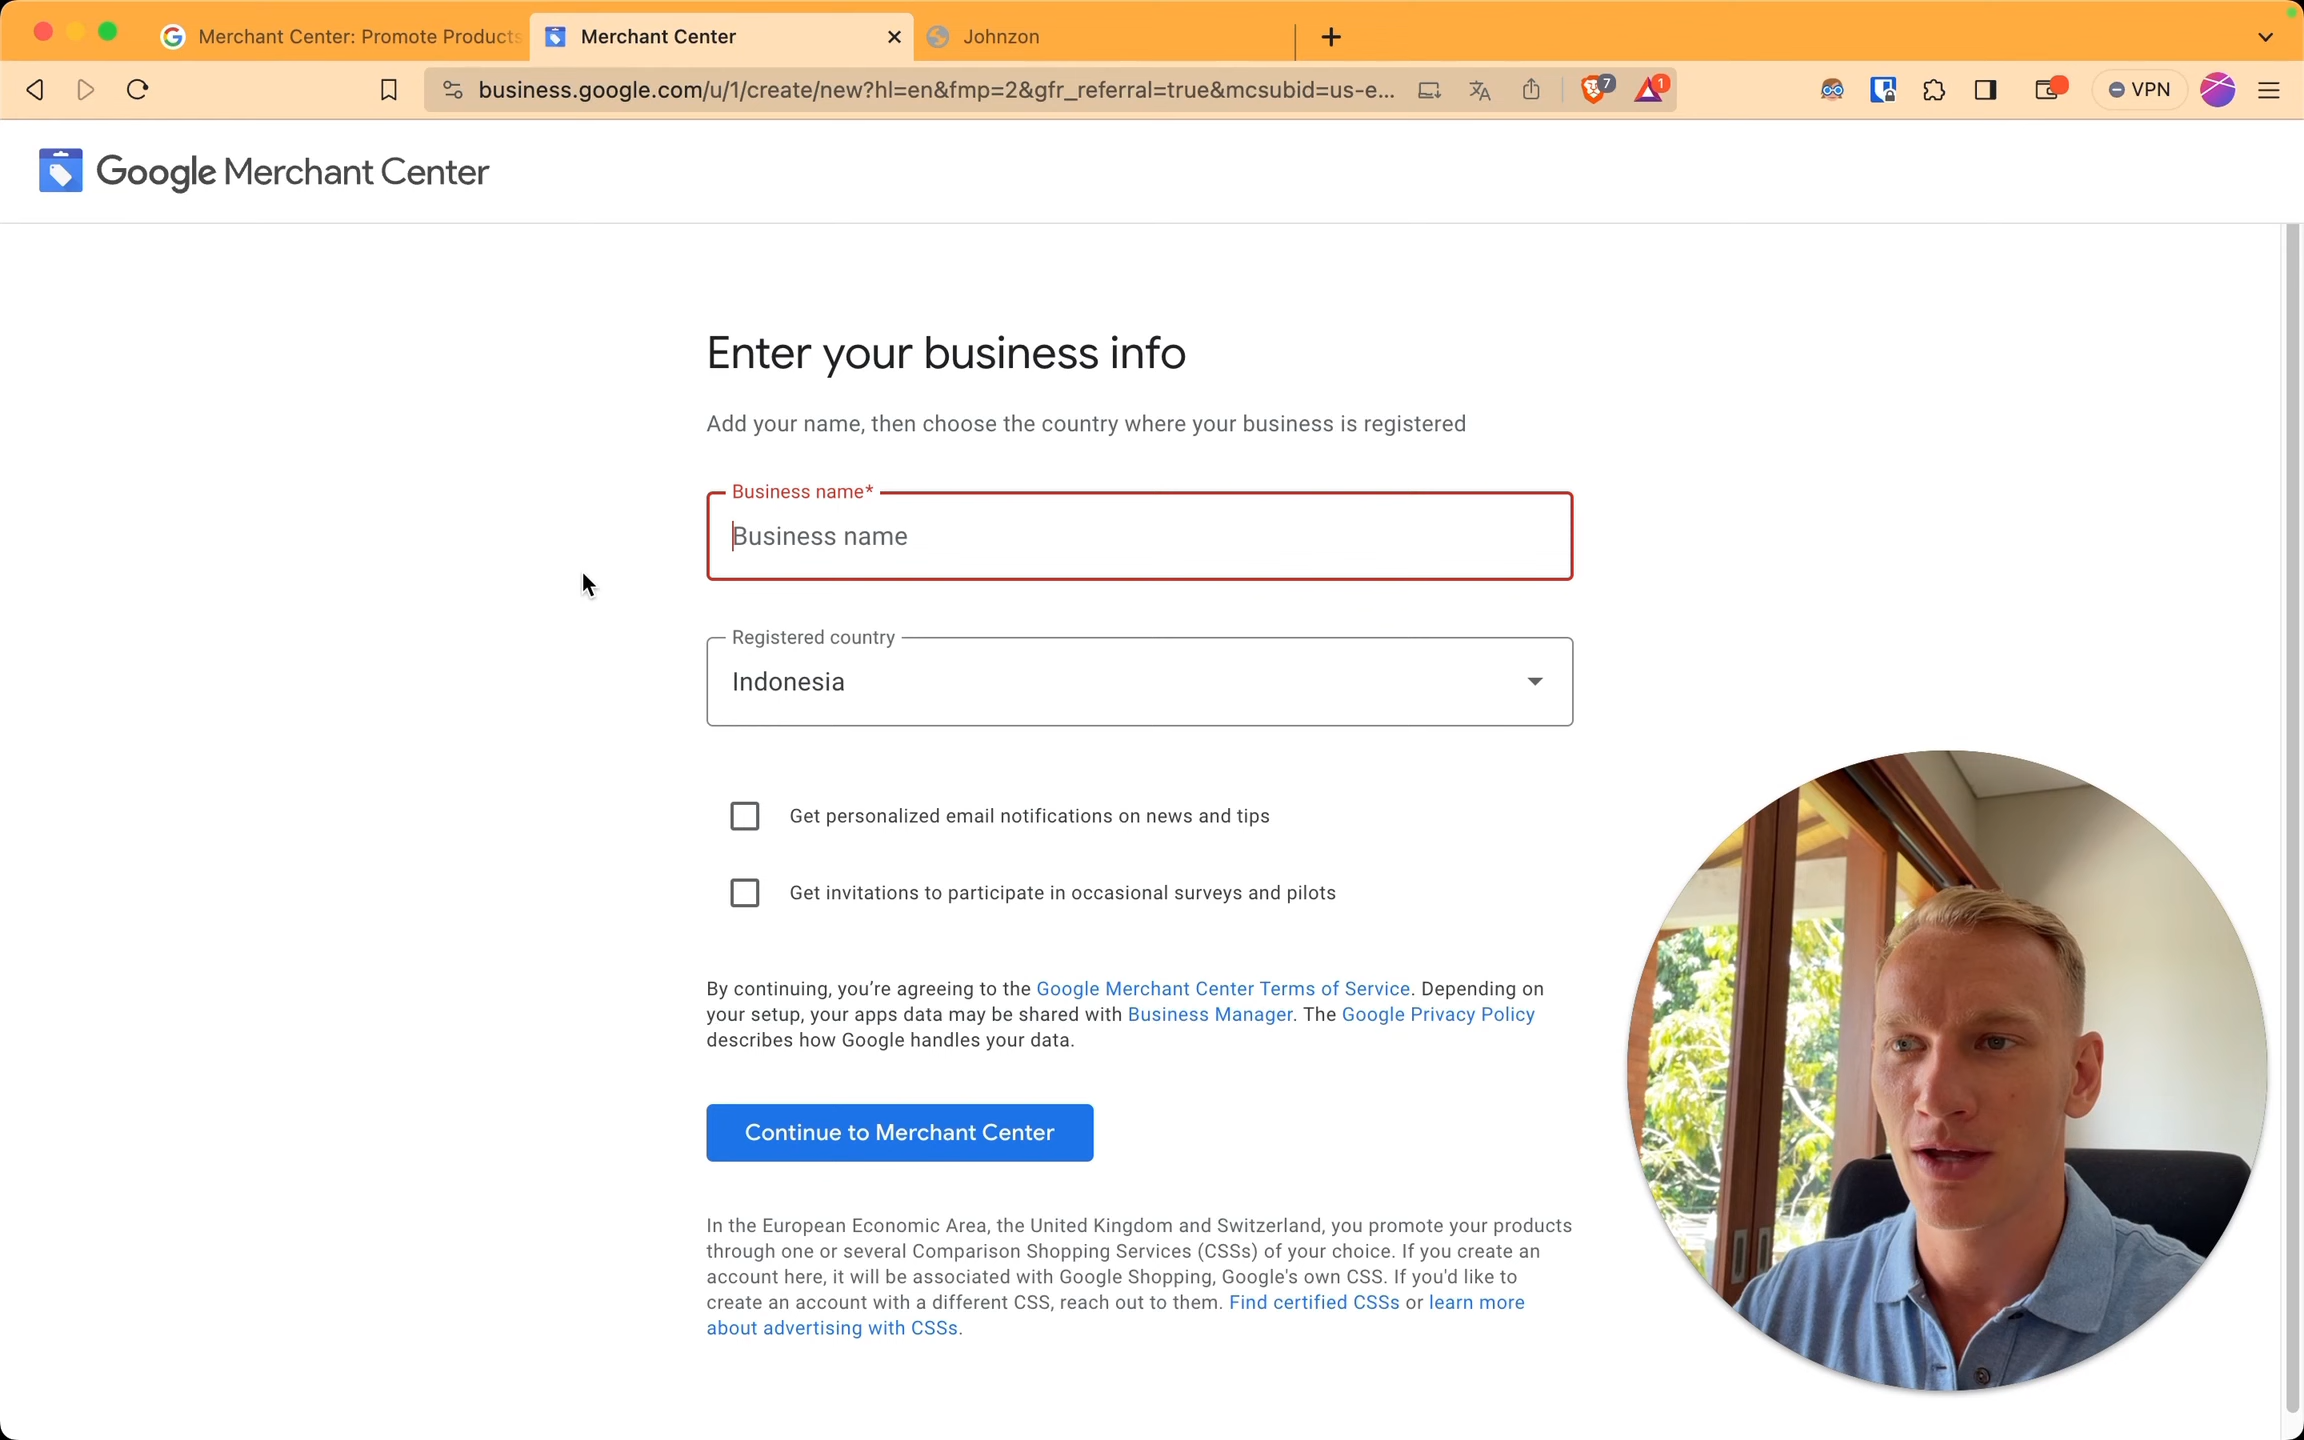 Merchant Center: Promote Products
Merchant Center
Johnzon
business.google.com/u/1/create/new?hl=en&fmp=2&gfr_referral=true&mcsubid=us-e...
7
1
VPN
Google Merchant Center
Enter your business info
Add your name, then choose the country where your business is registered
Business name*
Business name
Registered country
Indonesia
Get personalized email notifications on news and tips
Get invitations to participate in occasional surveys and pilots
By continuing, you’re agreeing to the Google Merchant Center Terms of Service. Depending on
your setup, your apps data may be shared with Business Manager. The Google Privacy Policy
describes how Google handles your data.
Continue to Merchant Center
In the European Economic Area, the United Kingdom and Switzerland, you promote your products
through one or several Comparison Shopping Services (CSSs) of your choice. If you create an
account here, it will be associated with Google Shopping, Google's own CSS. If you'd like to
create an account with a different CSS, reach out to them. Find certified CSSs or learn more
about advertising with CSSs.